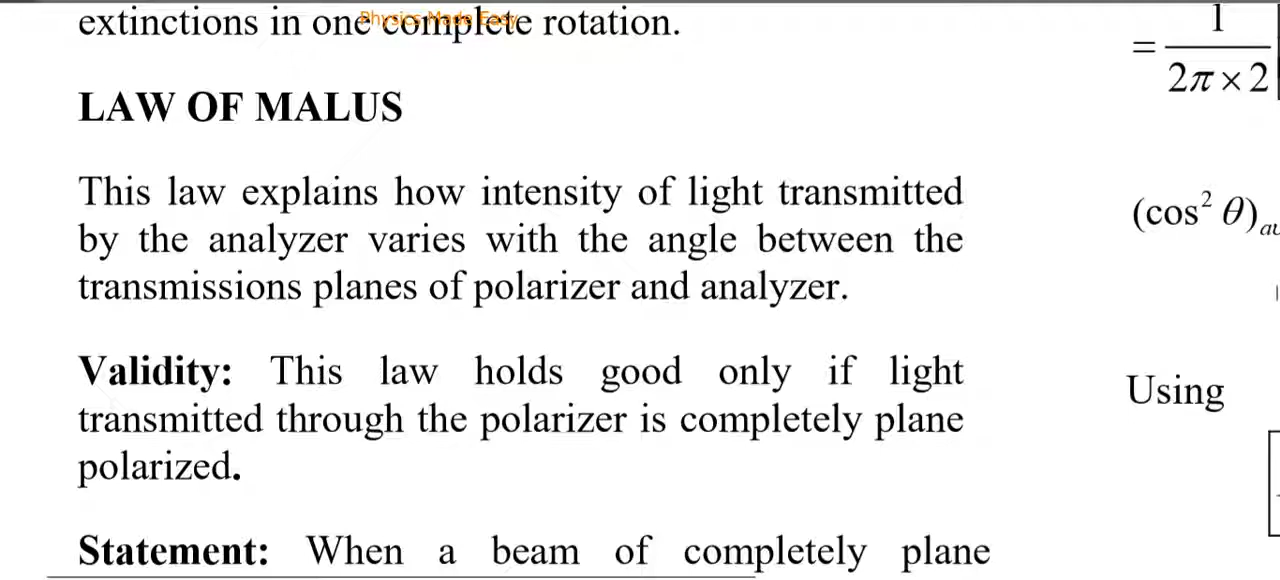 extinctions in one complete rotation.
Physics Made Easy
LAW OF MALUS
This law explains how intensity of light transmitted
by the analyzer varies with the angle between the
transmissions planes of polarizer and analyzer.
Validity: This law holds good only if light
transmitted through the polarizer is completely plane
polarized.
Statement: When a beam of completely plane
= 1
2π × 2
(cos² θ)
Using